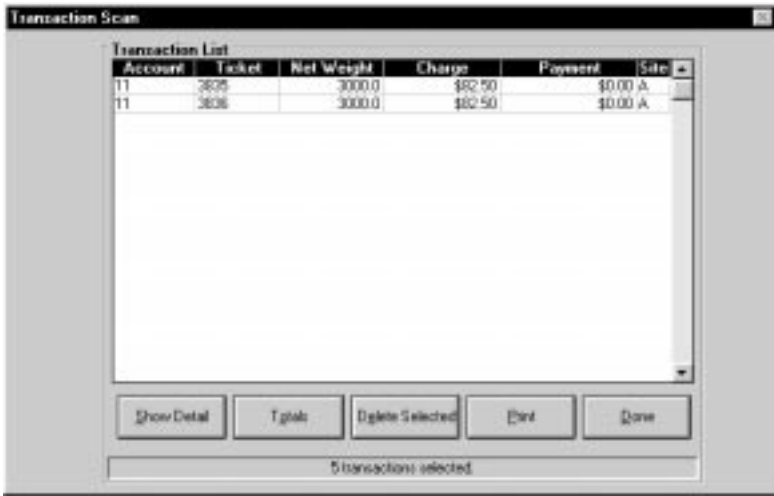 Transaction Scan
Transaction List
Account Ticket Net Weight Charge Payment Site
11 3835 3000.0 $82.50 $0.00 A
11 3836 3000.0 $82.50 $0.00 A
Show Detail Totals Delete Selected Print Done
5 transactions selected.